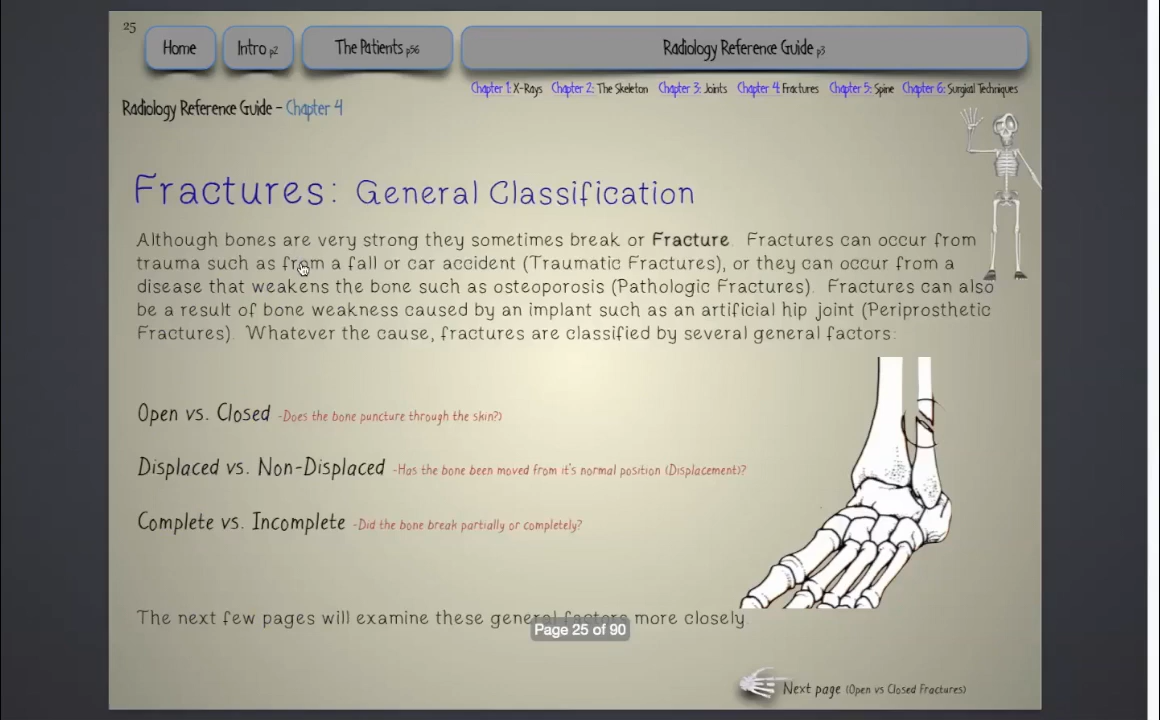 25
Home
Intro p2
The Patients p56
Radiology Reference Guide p3
Chapter 1: X-Rays Chapter 2: The Skeleton Chapter 3: Joints Chapter 4: Fractures Chapter 5: Spine Chapter 6: Surgial Techniques
Radiology Reference Guide - Chapter 4
Fractures: General Classification
Although bones are very strong they sometimes break or Fracture. Fractures can occur from
trauma such as from a fall or car accident (Traumatic Fractures), or they can occur from a
disease that weakens the bone such as osteoporosis (Pathologic Fractures). Fractures can also
be a result of bone weakness caused by an implant such as an artificial hip joint (Periprosthetic
Fractures). Whatever the cause, fractures are classified by several general factors:
Open vs. Closed -Does the bone puncture through the skin?)
Displaced vs. Non-Displaced -Has the bone been moved from it's normal position (Displacement)?
Complete vs. Incomplete -Did the bone break partially or completely?
The next few pages will examine these general factors more closely.
Page 25 of 90
Next page (Open vs Closed Fractures)